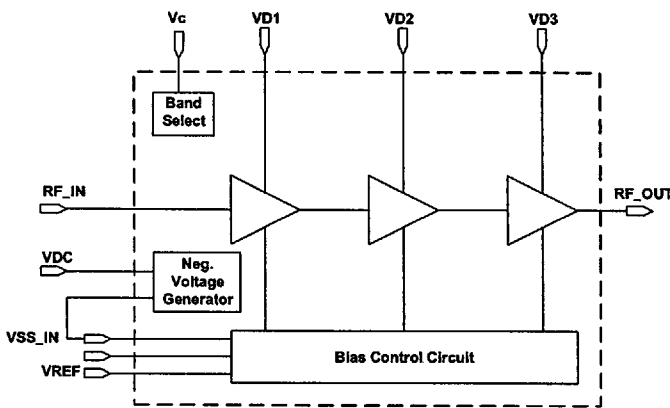 Vc VD1 VD2 VD3
Band
Select
RF_IN
RF_OUT
VDC
Neg.
Voltage
Generator
VSS_IN
Bias Control Circuit
VREF